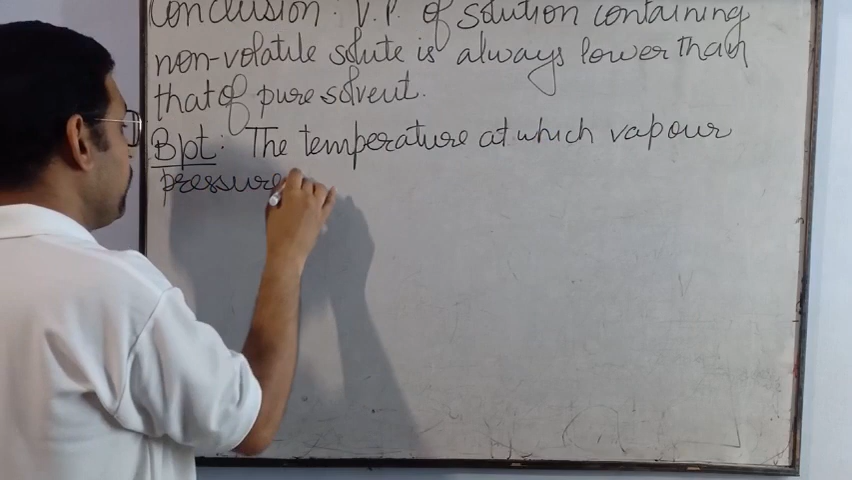 Conclusion : V.P. of solution containing
non-volatile solute is always lower than
that of pure solvent.
Bpt : The temperature at which vapour
pressure